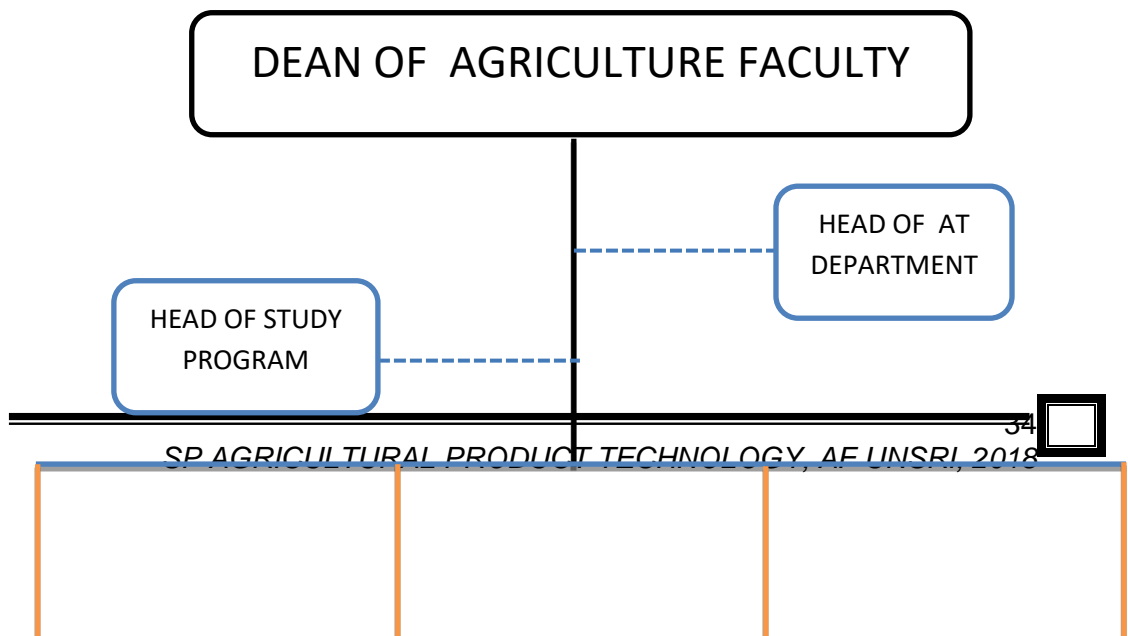 DEAN OF AGRICULTURE FACULTY
HEAD OF AT
DEPARTMENT
HEAD OF STUDY
PROGRAM
34
SP AGRICULTURAL PRODUCT TECHNOLOGY, AF UNSRI, 2018